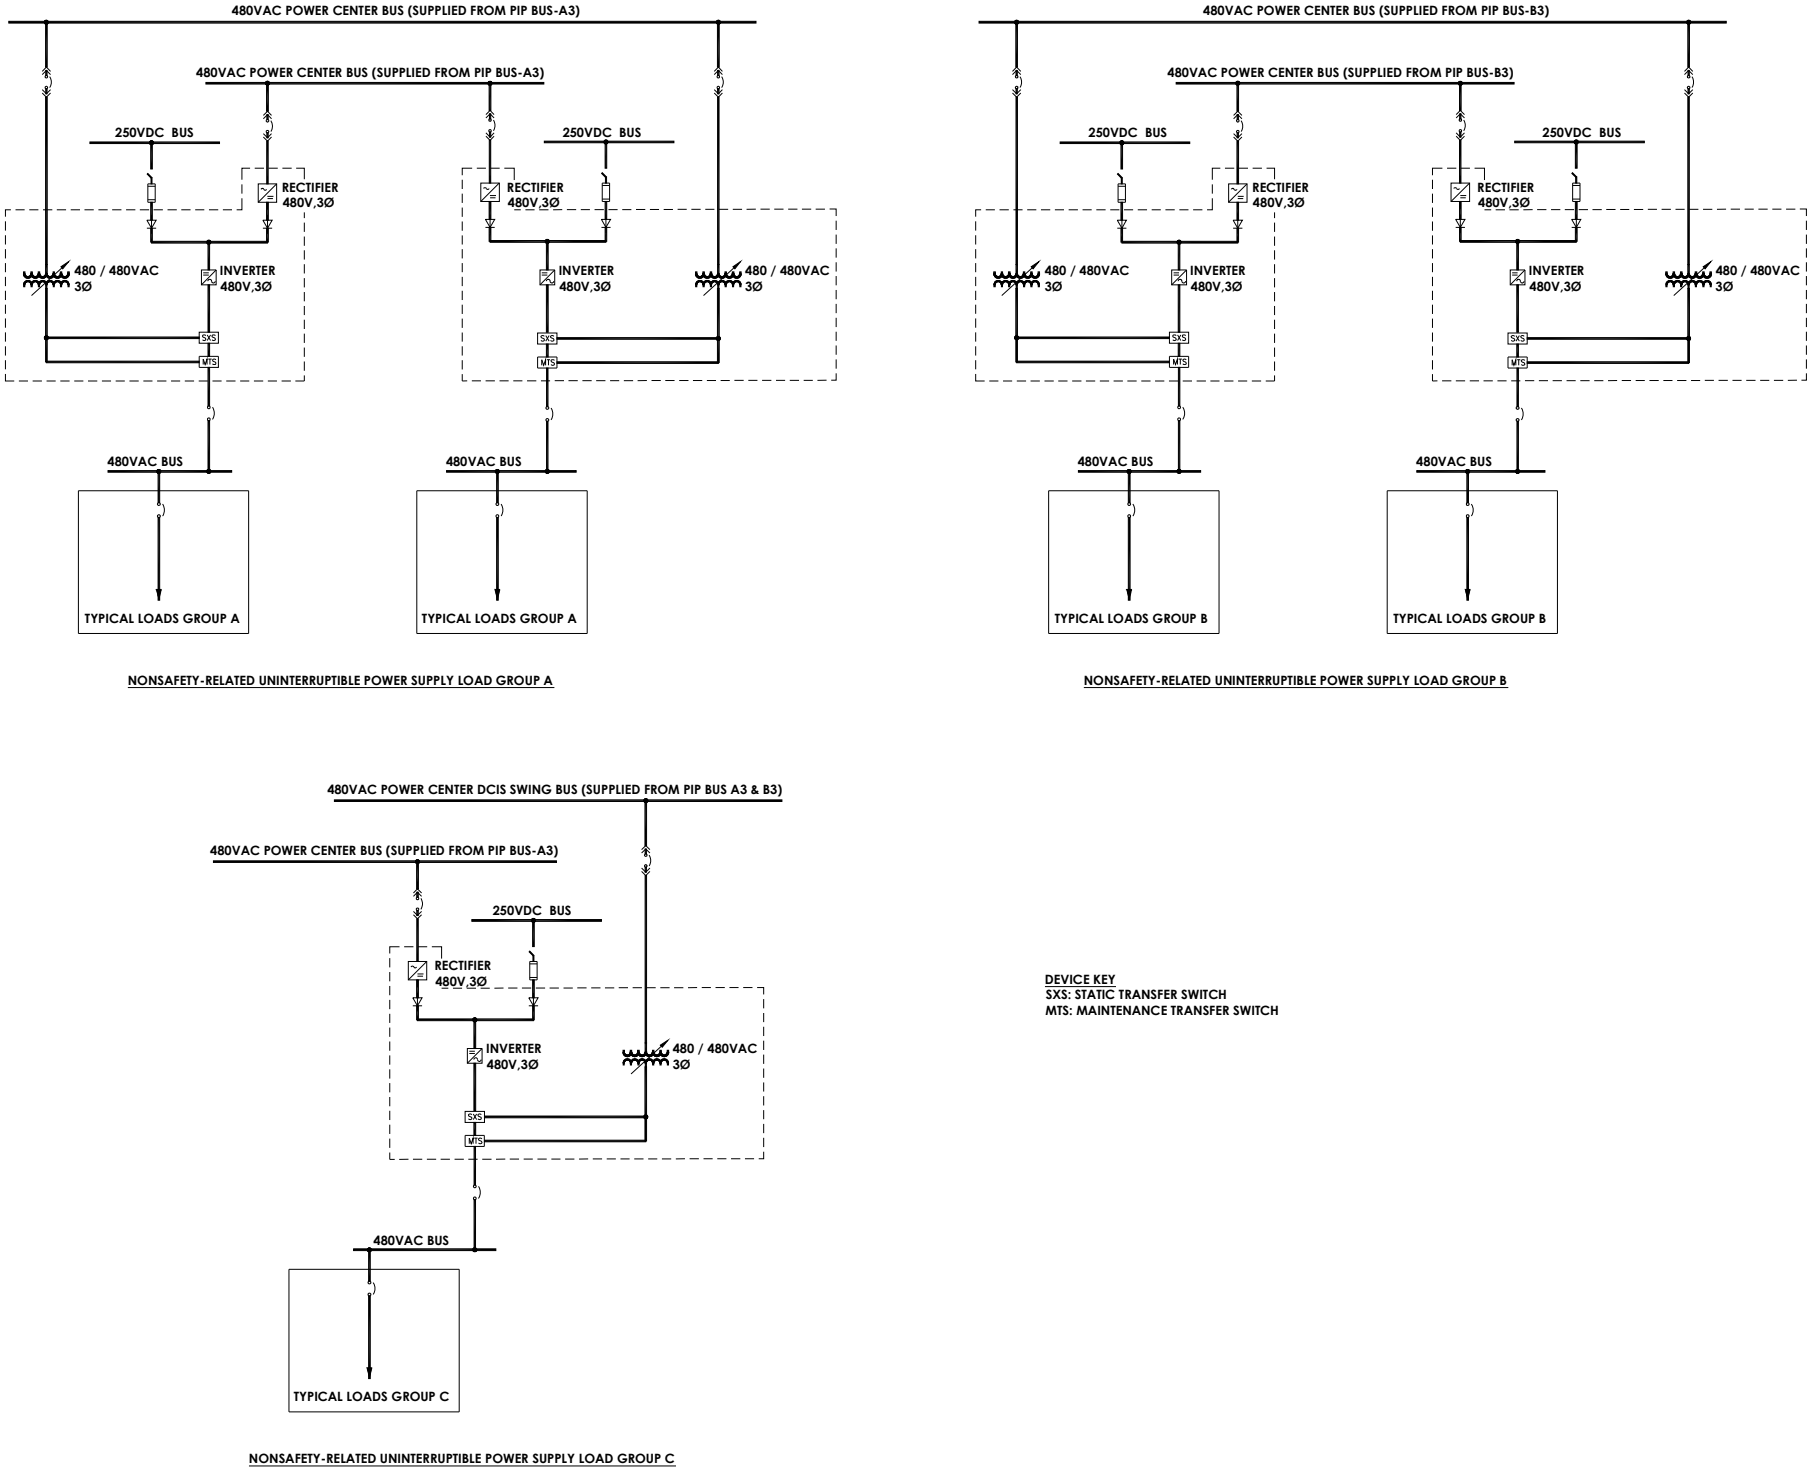 480VAC POWER CENTER BUS (SUPPLIED FROM PIP BUS-A3)
480VAC POWER CENTER BUS (SUPPLIED FROM PIP BUS-A3)
250VDC BUS
250VDC BUS
RECTIFIER
480V,3Ø
RECTIFIER
480V,3Ø
480 / 480VAC
3Ø
INVERTER
480V,3Ø
INVERTER
480V,3Ø
480 / 480VAC
3Ø
SXS
MTS
SXS
MTS
480VAC BUS
480VAC BUS
TYPICAL LOADS GROUP A
TYPICAL LOADS GROUP A
NONSAFETY-RELATED UNINTERRUPTIBLE POWER SUPPLY LOAD GROUP A
480VAC POWER CENTER BUS (SUPPLIED FROM PIP BUS-B3)
480VAC POWER CENTER BUS (SUPPLIED FROM PIP BUS-B3)
250VDC BUS
250VDC BUS
RECTIFIER
480V,3Ø
RECTIFIER
480V,3Ø
480 / 480VAC
3Ø
INVERTER
480V,3Ø
INVERTER
480V,3Ø
480 / 480VAC
3Ø
SXS
MTS
SXS
MTS
480VAC BUS
480VAC BUS
TYPICAL LOADS GROUP B
TYPICAL LOADS GROUP B
NONSAFETY-RELATED UNINTERRUPTIBLE POWER SUPPLY LOAD GROUP B
480VAC POWER CENTER DCIS SWING BUS (SUPPLIED FROM PIP BUS A3 & B3)
480VAC POWER CENTER BUS (SUPPLIED FROM PIP BUS-A3)
250VDC BUS
RECTIFIER
480V,3Ø
INVERTER
480V,3Ø
480 / 480VAC
3Ø
SXS
MTS
480VAC BUS
TYPICAL LOADS GROUP C
NONSAFETY-RELATED UNINTERRUPTIBLE POWER SUPPLY LOAD GROUP C
DEVICE KEY
SXS: STATIC TRANSFER SWITCH
MTS: MAINTENANCE TRANSFER SWITCH